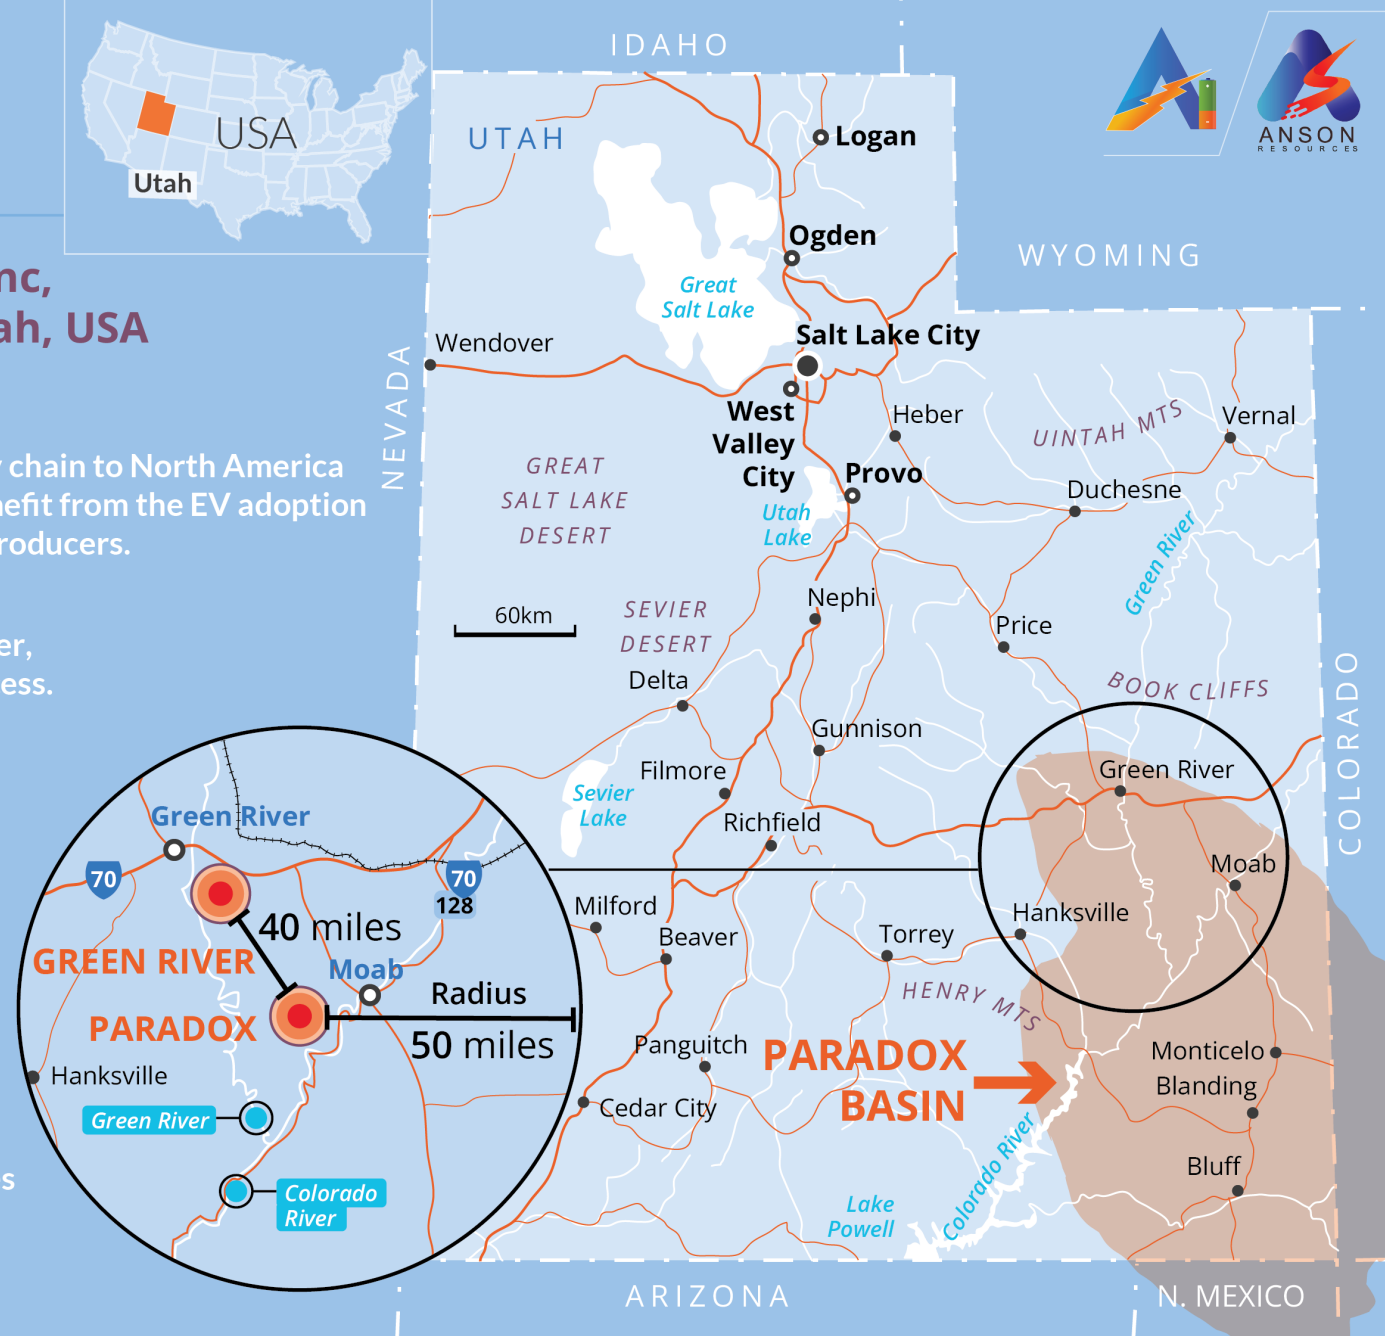 IDAHO
USA
Utah
UTAH
Logan
ANSON
RESOURCES
Ogden
WYOMING
nc,
ah, USA
Great
Salt Lake
Salt Lake City
Wendover
NEVADA
West
Valley
City
Heber
UINTAH MTS
Vernal
y chain to North America
nefit from the EV adoption
roducers.
GREAT
SALT LAKE
DESERT
Provo
Utah
Lake
Duchesne
Green River
60km
SEVIER
DESERT
Nephi
Price
er,
ess.
Delta
BOOK CLIFFS
COLORADO
Gunnison
Filmore
Sevier
Lake
Richfield
Green River
Moab
Hanksville
Milford
Beaver
Torrey
HENRY MTS
Panguitch
PARADOX
BASIN
Monticelo
Blanding
Cedar City
Colorado River
Bluff
Lake
Powell
Green River
70
70
128
40 miles
GREEN RIVER
Moab
Radius
PARADOX
50 miles
Hanksville
Green River
Colorado
River
s
ARIZONA
N. MEXICO